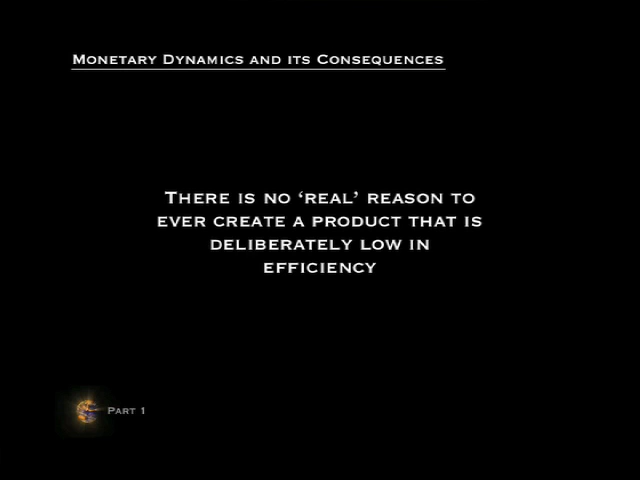 Monetary Dynamics and its Consequences
There is no ‘real’ reason to
ever create a product that is
deliberately low in
efficiency
Part 1